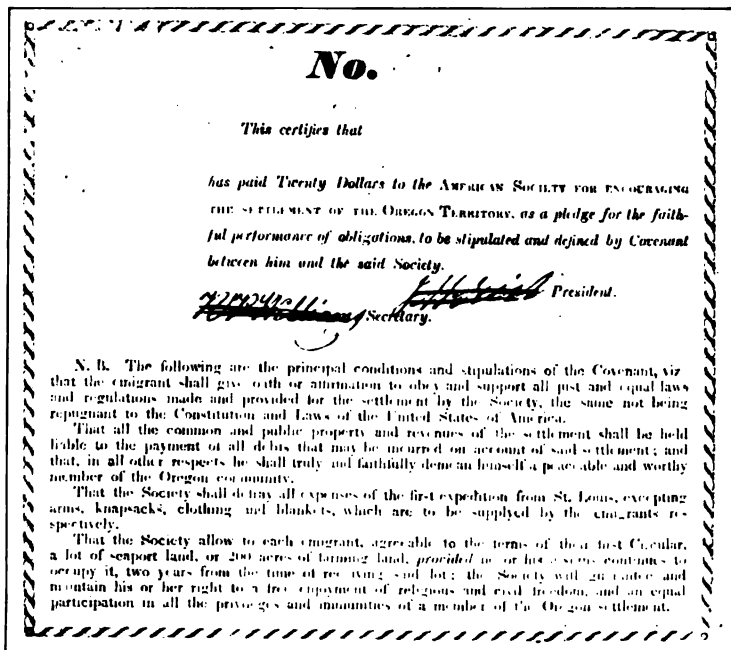 No.
This certifies that
has paid Twenty Dollars to the AMERICAN SOCIETY FOR ENCOURAGING
THE SETTLEMENT OF THE OREGON TERRITORY, as a pledge for the faith-
ful performance of obligations, to be stipulated and defined by Covenant
between him and the said Society.
President.
Secretary.
N. B. The following are the principal conditions and stipulations of the Covenant, viz
that the emigrant shall give oath or affirmation to obey and support all just and equal laws
and regulations made and provided for the settlement by the Society, the same not being
repugnant to the Constitution and Laws of the United States of America.
That all the common and public property and revenues of the settlement shall be held
liable to the payment of all debts that may be incurred on account of said settlement; and
that, in all other respects he shall truly and faithfully demean himself a peaceable and worthy
member of the Oregon community.
That the Society shall defray all expenses of the first expedition from St. Louis, excepting
arms, knapsacks, clothing and blankets, which are to be supplyed by the emigrants re-
spectively.
That the Society allow to each emigrant, agreeable to the terms of their first Circular,
a lot of seaport land, or 200 acres of farming land, provided he or his assigns continues to
occupy it, two years from the time of receiving said lot; the Society will guarantee and
maintain his or her right to a free enjoyment of religious and civil freedom, and an equal
participation in all the privileges and immunities of a member of the Oregon settlement.